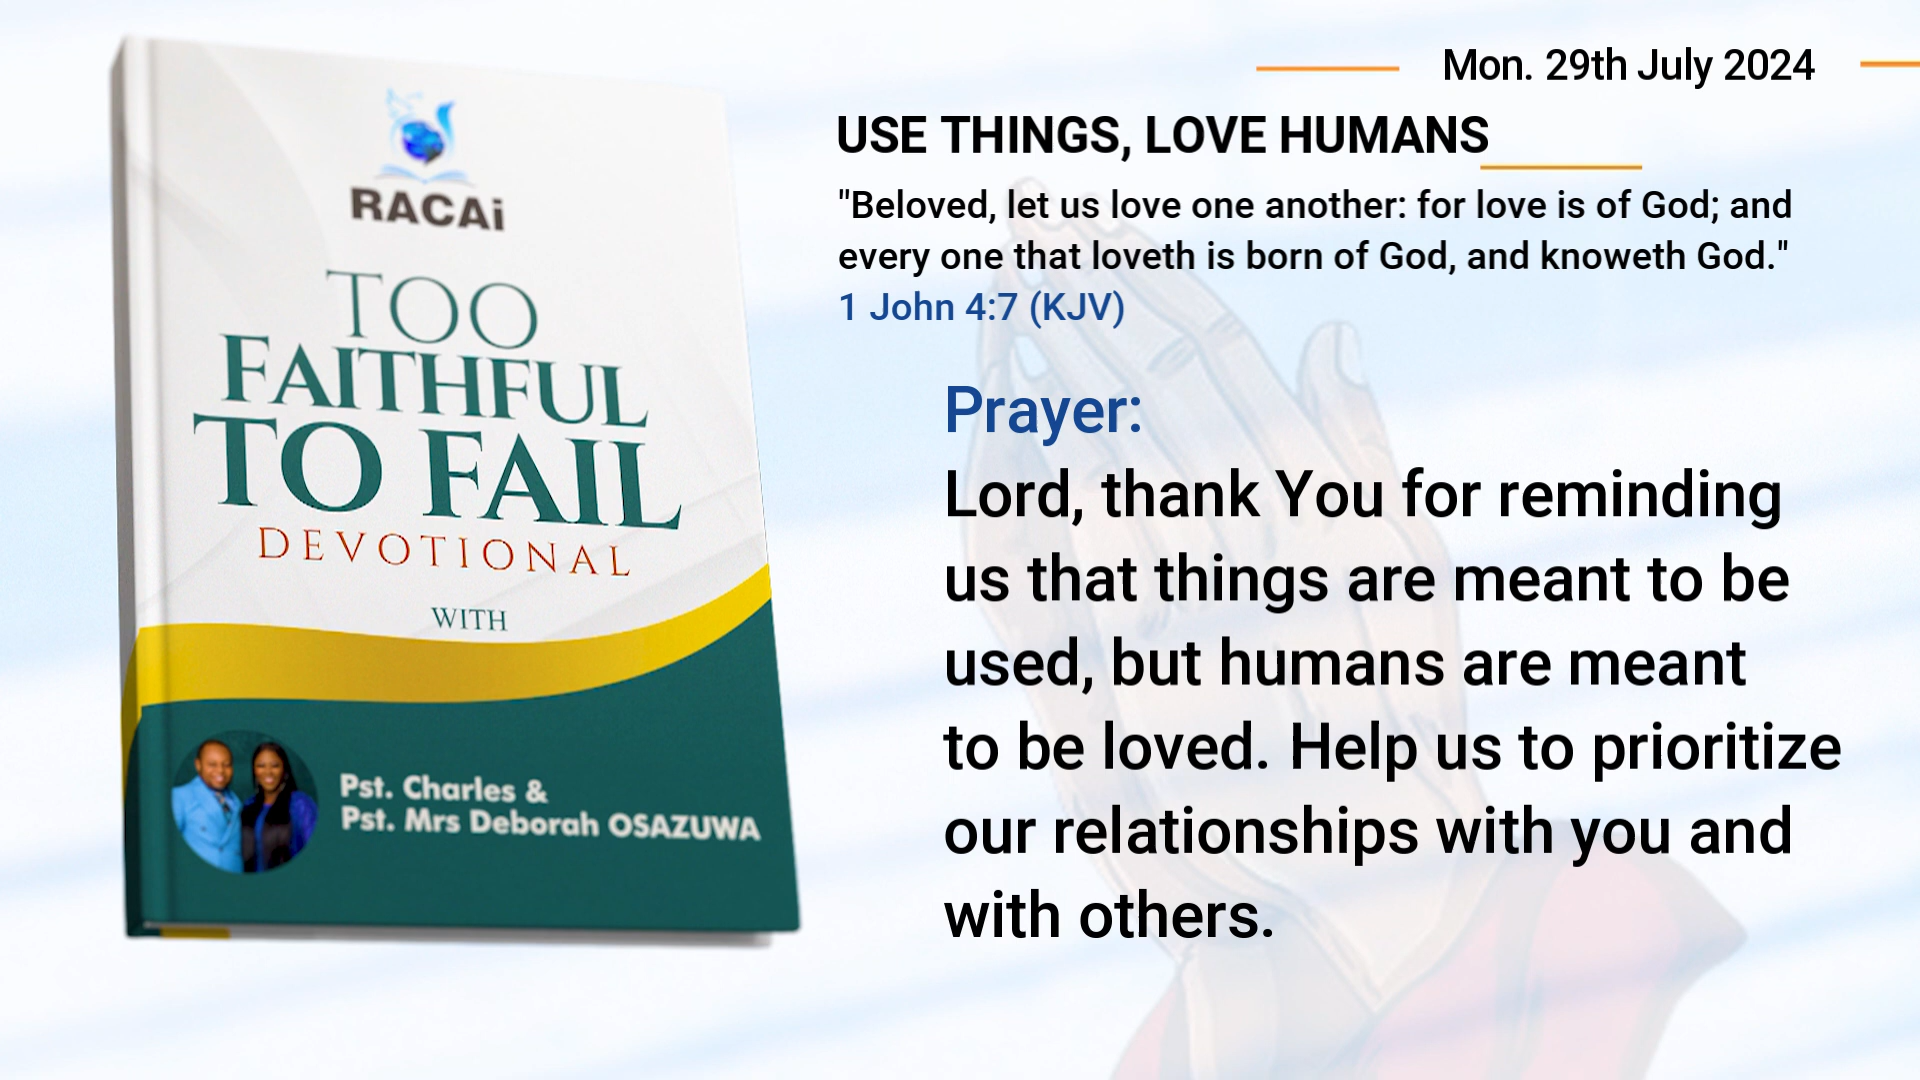 RACAi
TOO
FAITHFUL
TO FAIL
DEVOTIONAL
WITH
Pst. Charles &
Pst. Mrs Deborah OSAZUWA
Mon. 29th July 2024
USE THINGS, LOVE HUMANS
"Beloved, let us love one another: for love is of God; and
every one that loveth is born of God, and knoweth God."
1 John 4:7 (KJV)
Prayer:
Lord, thank You for reminding
us that things are meant to be
used, but humans are meant
to be loved. Help us to prioritize
our relationships with you and
with others.